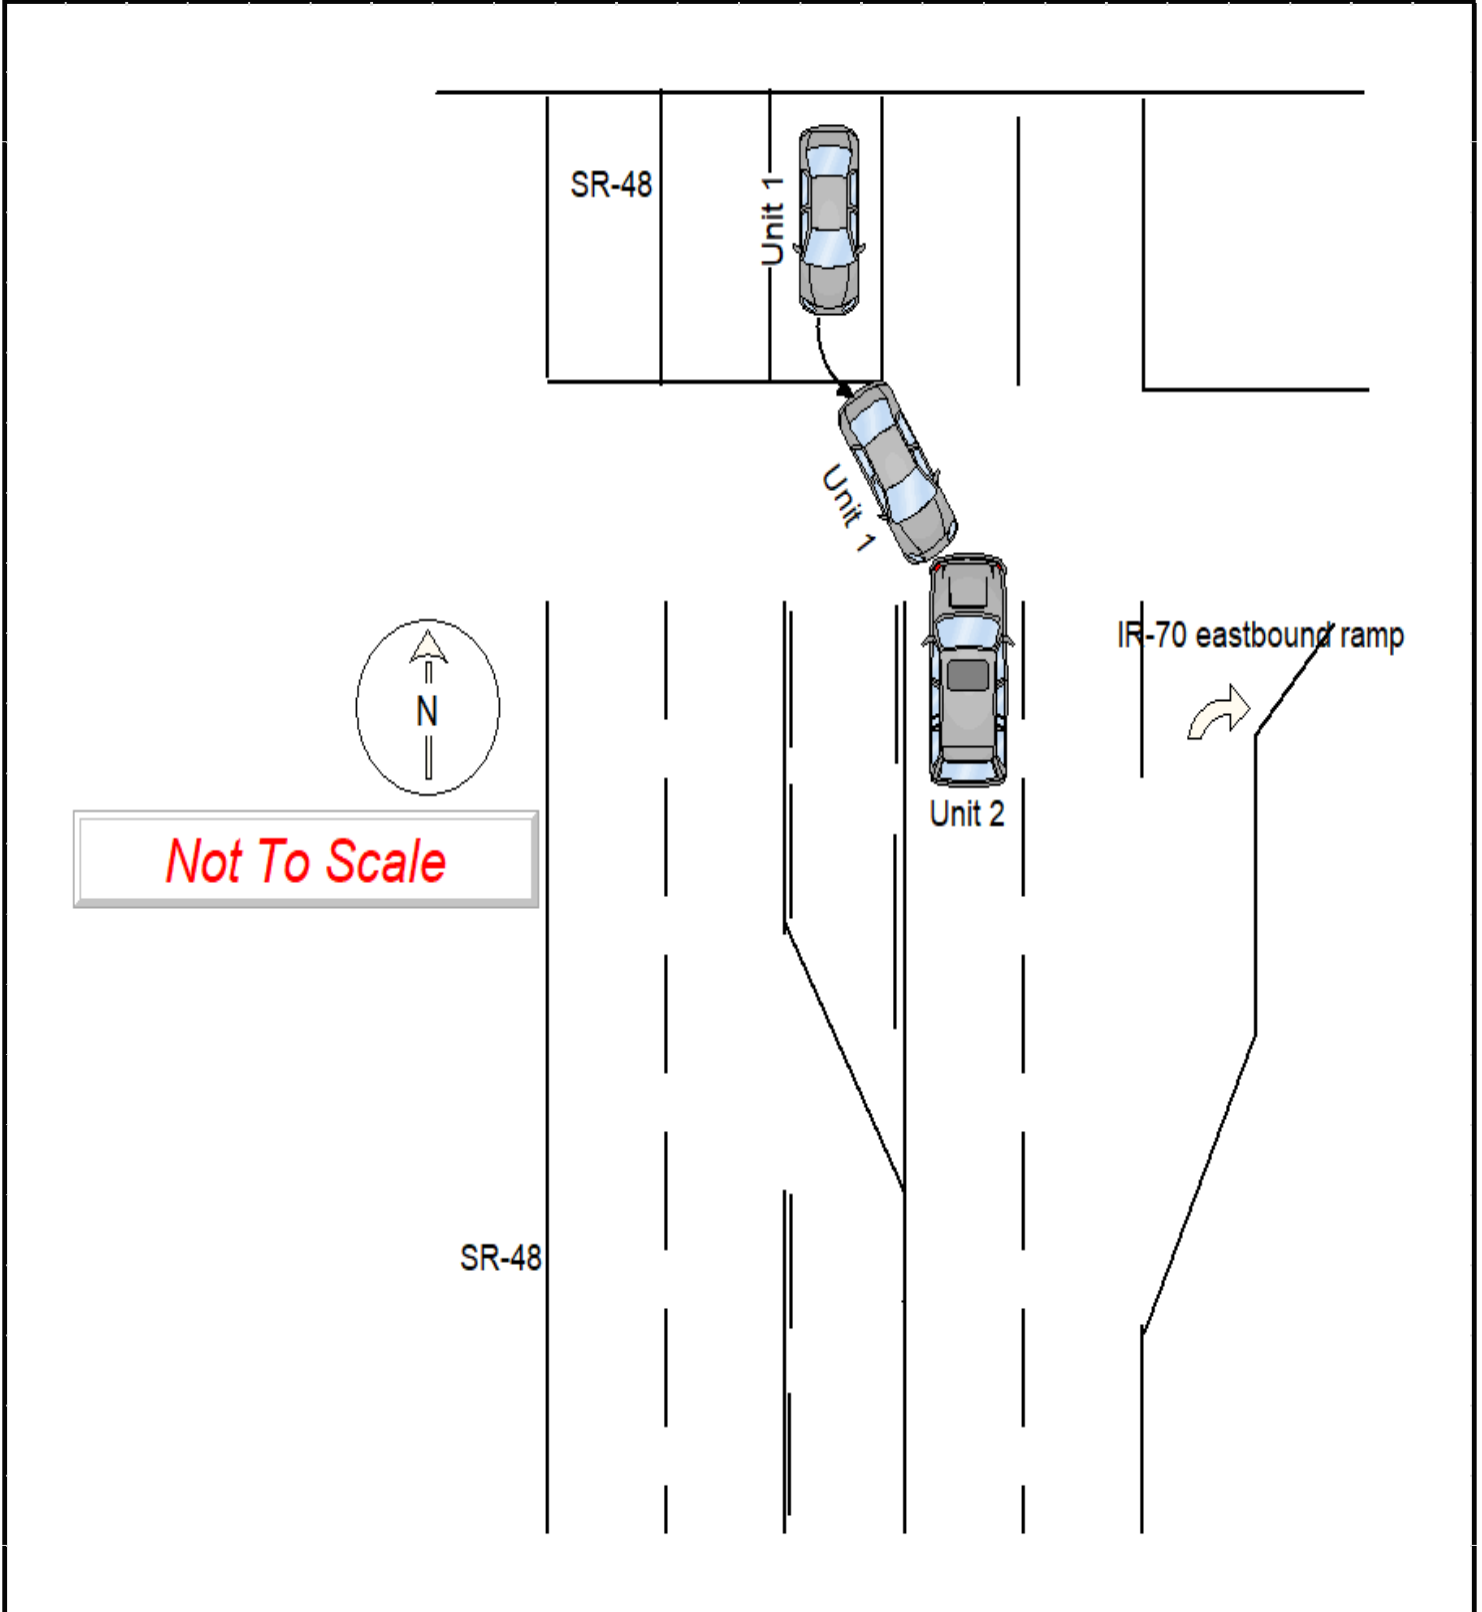 SR-48
Unit 1
Unit 1
IR-70 eastbound ramp
N
Unit 2
Not To Scale
SR-48